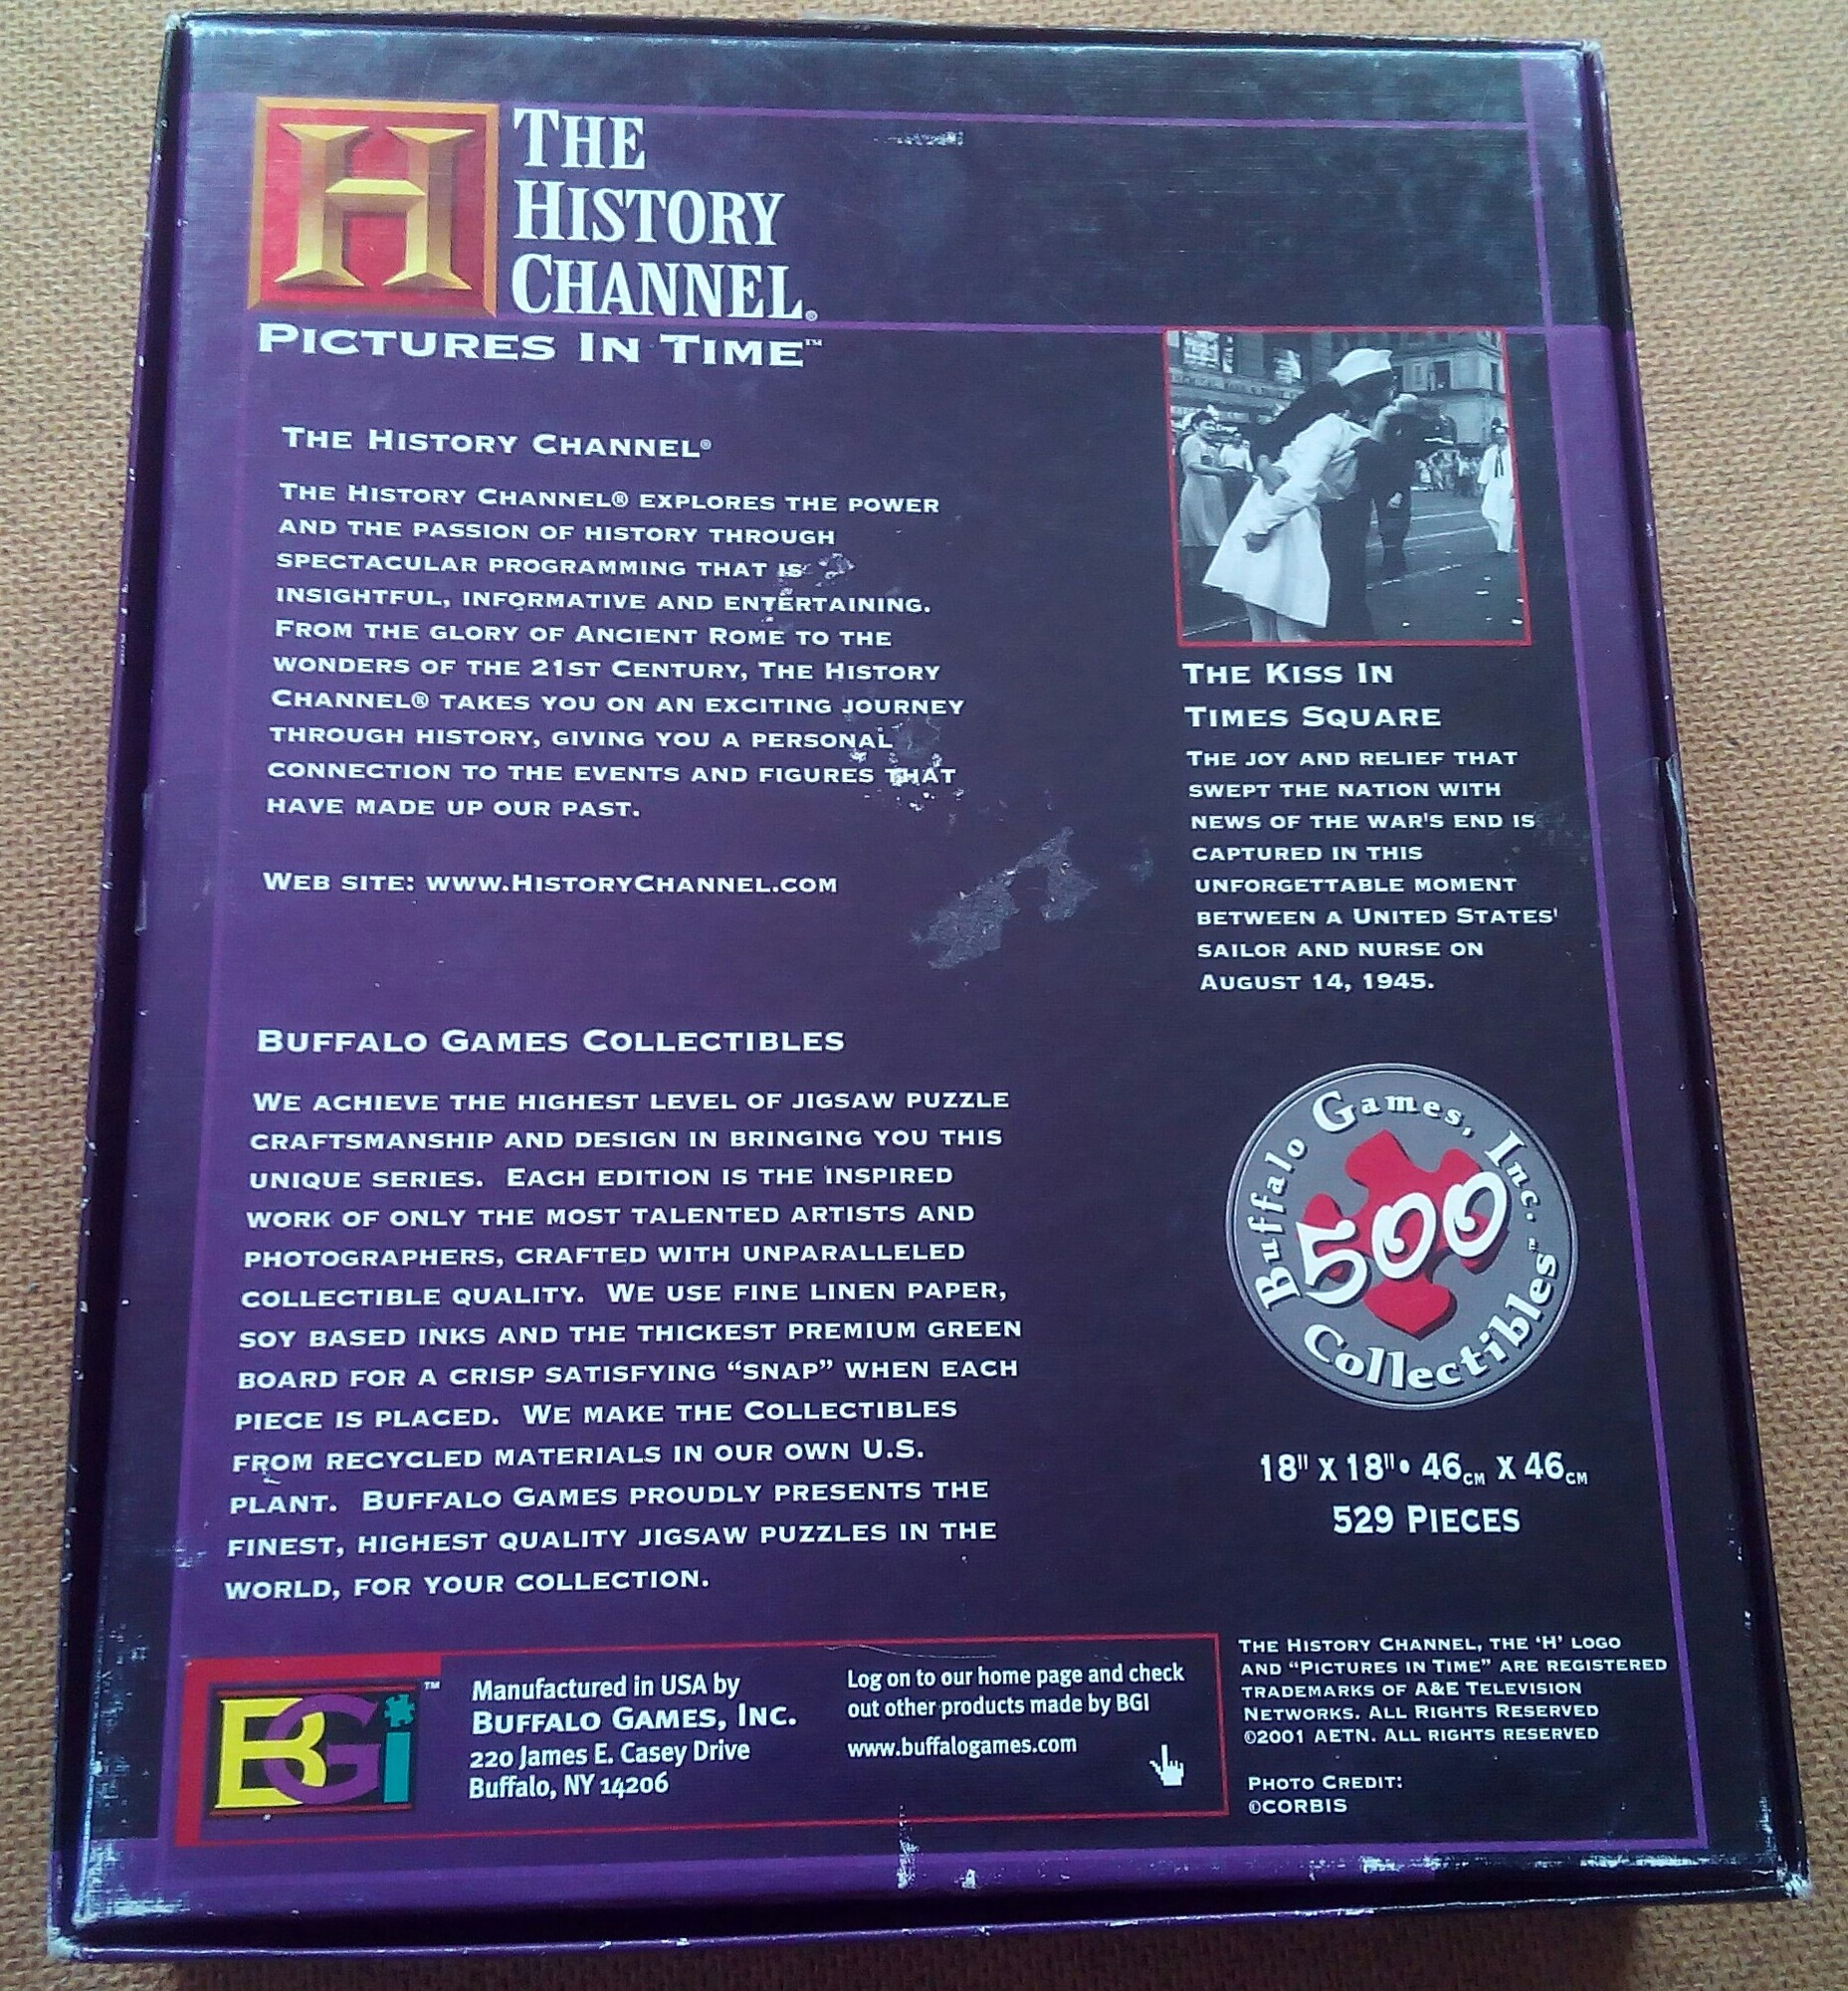 H
THE
HISTORY
CHANNEL®
PICTURES IN TIME™
THE HISTORY CHANNEL®
THE HISTORY CHANNEL® EXPLORES THE POWER
AND THE PASSION OF HISTORY THROUGH
SPECTACULAR PROGRAMMING THAT IS
INSIGHTFUL, INFORMATIVE AND ENTERTAINING.
FROM THE GLORY OF ANCIENT ROME TO THE
WONDERS OF THE 21ST CENTURY, THE HISTORY
CHANNEL® TAKES YOU ON AN EXCITING JOURNEY
THROUGH HISTORY, GIVING YOU A PERSONAL
CONNECTION TO THE EVENTS AND FIGURES THAT
HAVE MADE UP OUR PAST.
WEB SITE: WWW.HISTORYCHANNEL.COM
BUFFALO GAMES COLLECTIBLES
WE ACHIEVE THE HIGHEST LEVEL OF JIGSAW PUZZLE
CRAFTSMANSHIP AND DESIGN IN BRINGING YOU THIS
UNIQUE SERIES. EACH EDITION IS THE INSPIRED
WORK OF ONLY THE MOST TALENTED ARTISTS AND
PHOTOGRAPHERS, CRAFTED WITH UNPARALLELED
COLLECTIBLE QUALITY. WE USE FINE LINEN PAPER,
SOY BASED INKS AND THE THICKEST PREMIUM GREEN
BOARD FOR A CRISP SATISFYING “SNAP” WHEN EACH
PIECE IS PLACED. WE MAKE THE COLLECTIBLES
FROM RECYCLED MATERIALS IN OUR OWN U.S.
PLANT. BUFFALO GAMES PROUDLY PRESENTS THE
FINEST, HIGHEST QUALITY JIGSAW PUZZLES IN THE
WORLD, FOR YOUR COLLECTION.
THE KISS IN
TIMES SQUARE
THE JOY AND RELIEF THAT
SWEPT THE NATION WITH
NEWS OF THE WAR'S END IS
CAPTURED IN THIS
UNFORGETTABLE MOMENT
BETWEEN A UNITED STATES'
SAILOR AND NURSE ON
AUGUST 14, 1945.
Buffalo Games, Inc.™
500
Collectibles
18" X 18" • 46CM X 46CM
529 PIECES
BGi™
Manufactured in USA by
BUFFALO GAMES, INC.
220 James E. Casey Drive
Buffalo, NY 14206
Log on to our home page and check
out other products made by BGI
www.buffalogames.com
THE HISTORY CHANNEL, THE ‘H’ LOGO
AND “PICTURES IN TIME” ARE REGISTERED
TRADEMARKS OF A&E TELEVISION
NETWORKS. ALL RIGHTS RESERVED
©2001 AETN. ALL RIGHTS RESERVED
PHOTO CREDIT:
©CORBIS